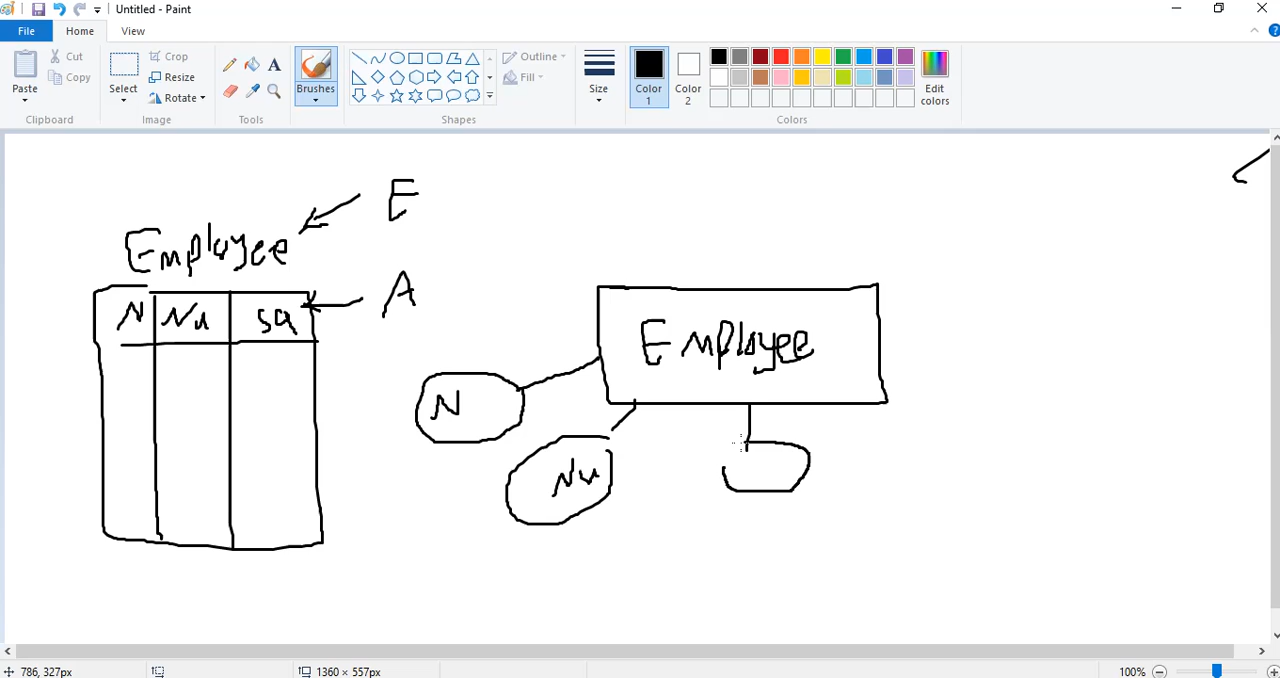 Untitled - Paint
File
Home
View
Paste
Cut
Copy
Clipboard
Select
Crop
Resize
Rotate
Image
Tools
Brushes
Shapes
Outline
Fill
Size
Color 1
Color 2
Edit colors
Colors
E
Employee
A
N Nu sa
Employee
N
Nu
786, 327px
1360 × 557px
100%